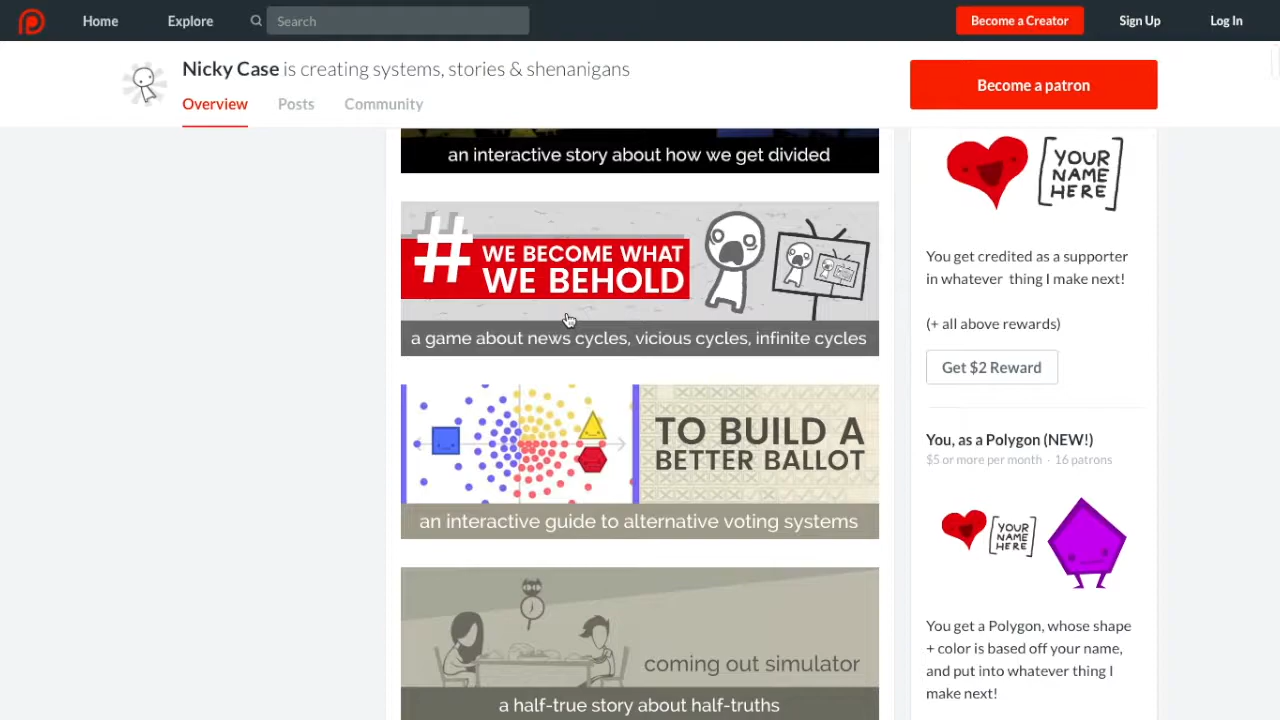 Home
Explore
Search
Become a Creator
Sign Up
Log In
Nicky Case is creating systems, stories & shenanigans
Overview
Posts
Community
Become a patron
an interactive story about how we get divided
# WE BECOME WHAT
WE BEHOLD
a game about news cycles, vicious cycles, infinite cycles
TO BUILD A
BETTER BALLOT
an interactive guide to alternative voting systems
coming out simulator
a half-true story about half-truths
YOUR
NAME
HERE
You get credited as a supporter
in whatever thing I make next!
(+ all above rewards)
Get $2 Reward
You, as a Polygon (NEW!)
$5 or more per month · 16 patrons
YOUR
NAME
HERE
You get a Polygon, whose shape
+ color is based off your name,
and put into whatever thing I
make next!